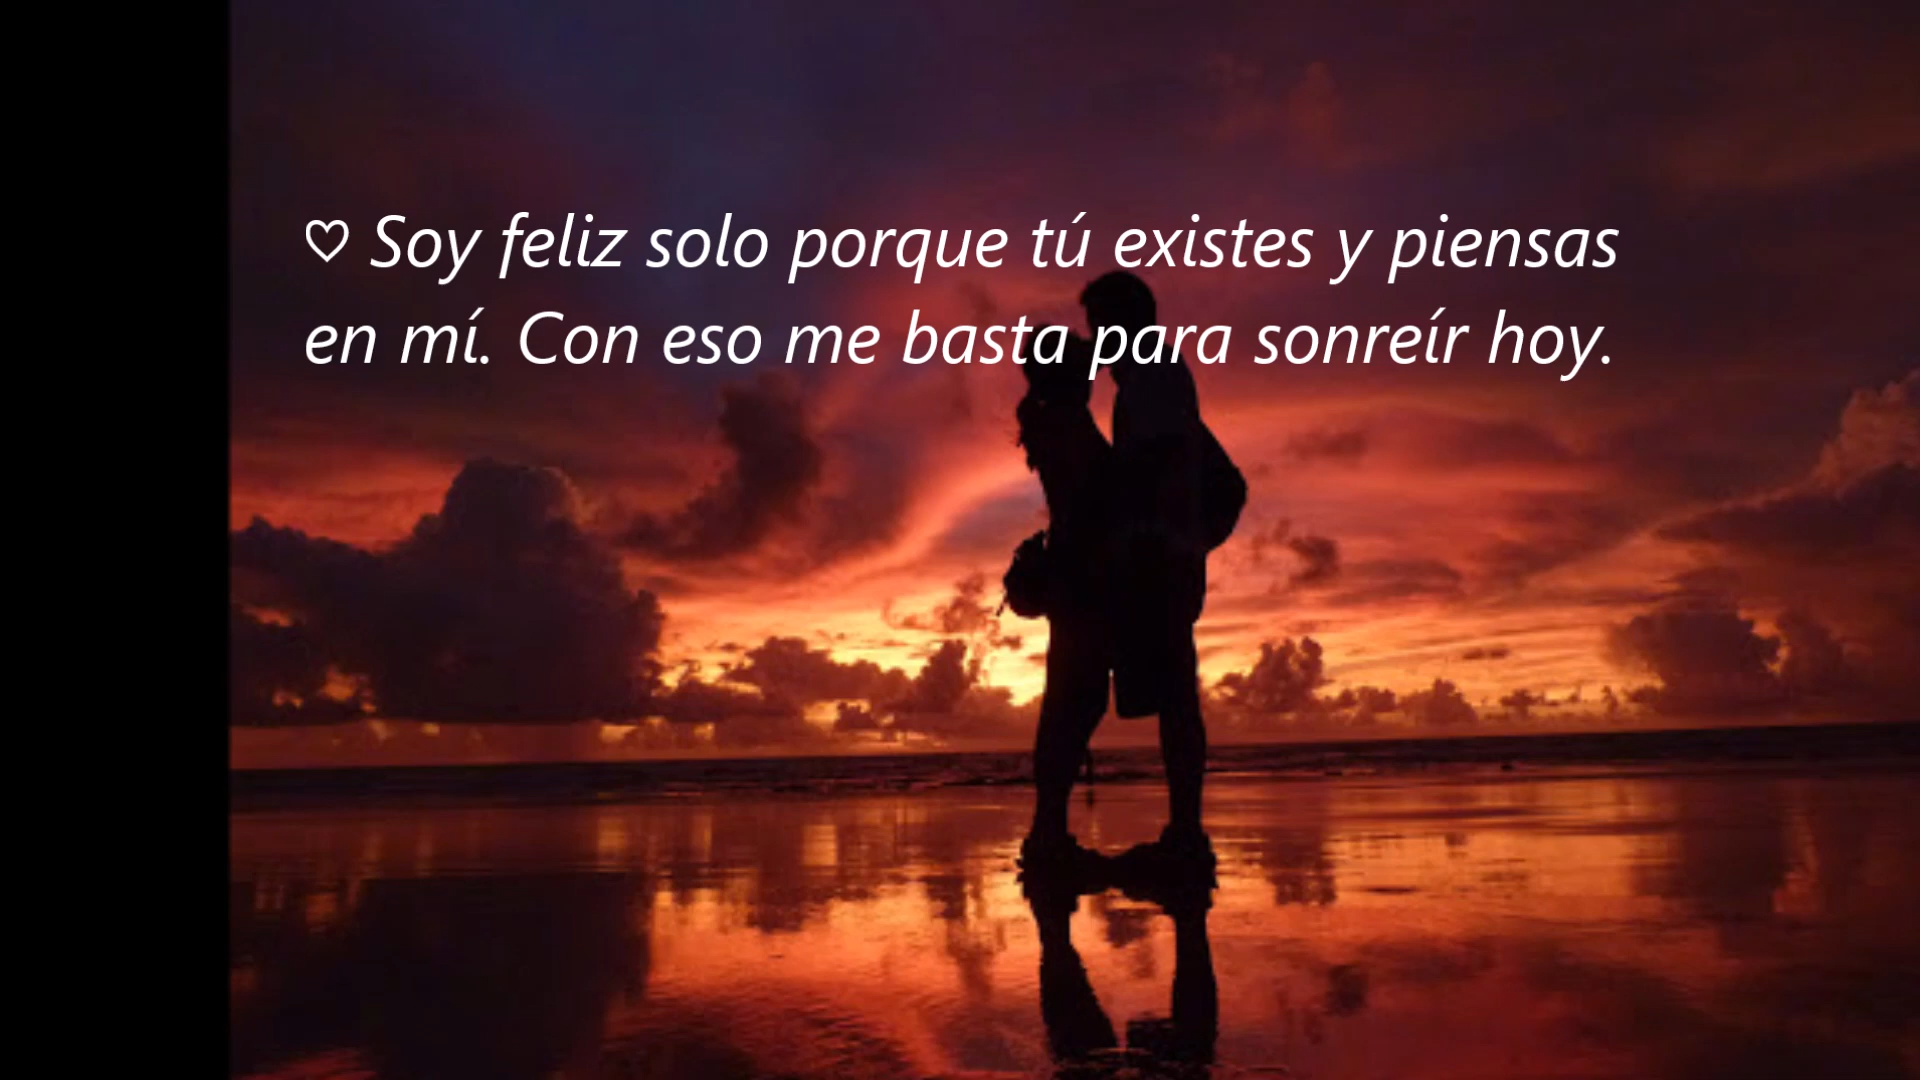 ♡ Soy feliz solo porque tú existes y piensas
en mí. Con eso me basta para sonreír hoy.